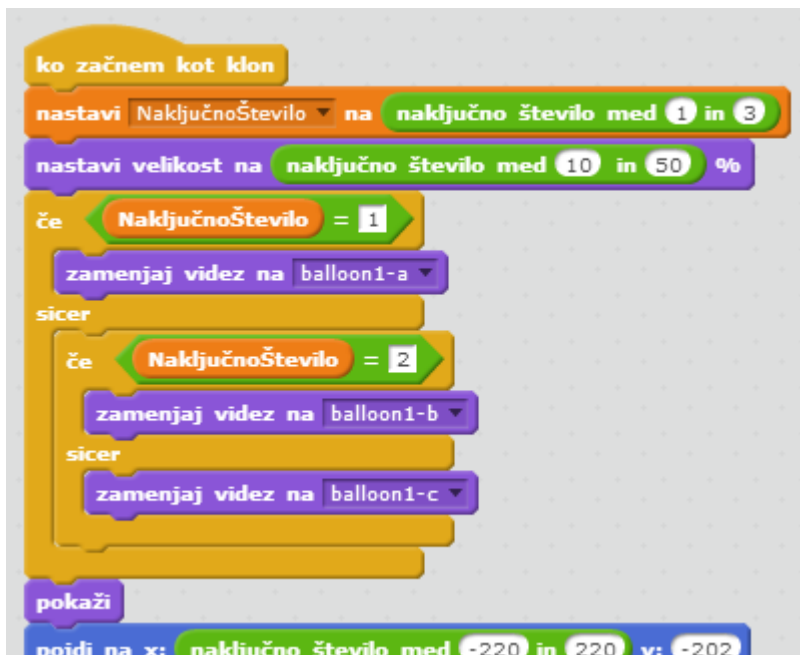 ko začnem kot klon
nastavi NaključnoŠtevilo na naključno število med 1 in 3
nastavi velikost na naključno število med 10 in 50 %
če NaključnoŠtevilo = 1
zamenjaj videz na balloon1-a
sicer
če NaključnoŠtevilo = 2
zamenjaj videz na balloon1-b
sicer
zamenjaj videz na balloon1-c
pokaži
pojdi na x: naključno število med -220 in 220 y: -202